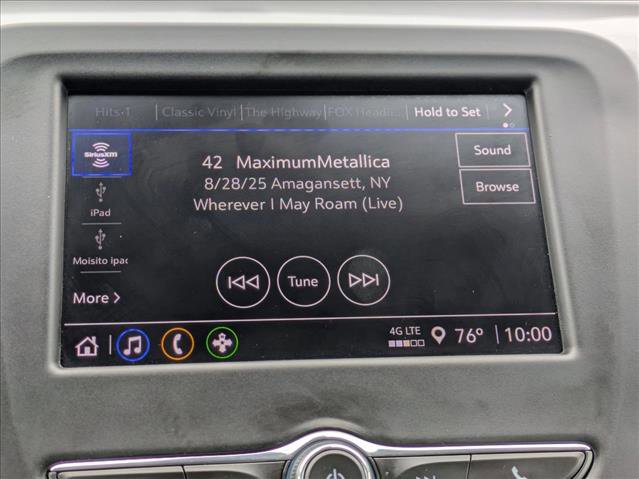 Hits·1 Classic Vinyl The Highway FOX Headli... Hold to Set
SiriusXM
42 MaximumMetallica
Sound
8/28/25 Amagansett, NY
Browse
iPad
Wherever I May Roam (Live)
Moisito ipad
Tune
More
4G LTE
76° 10:00